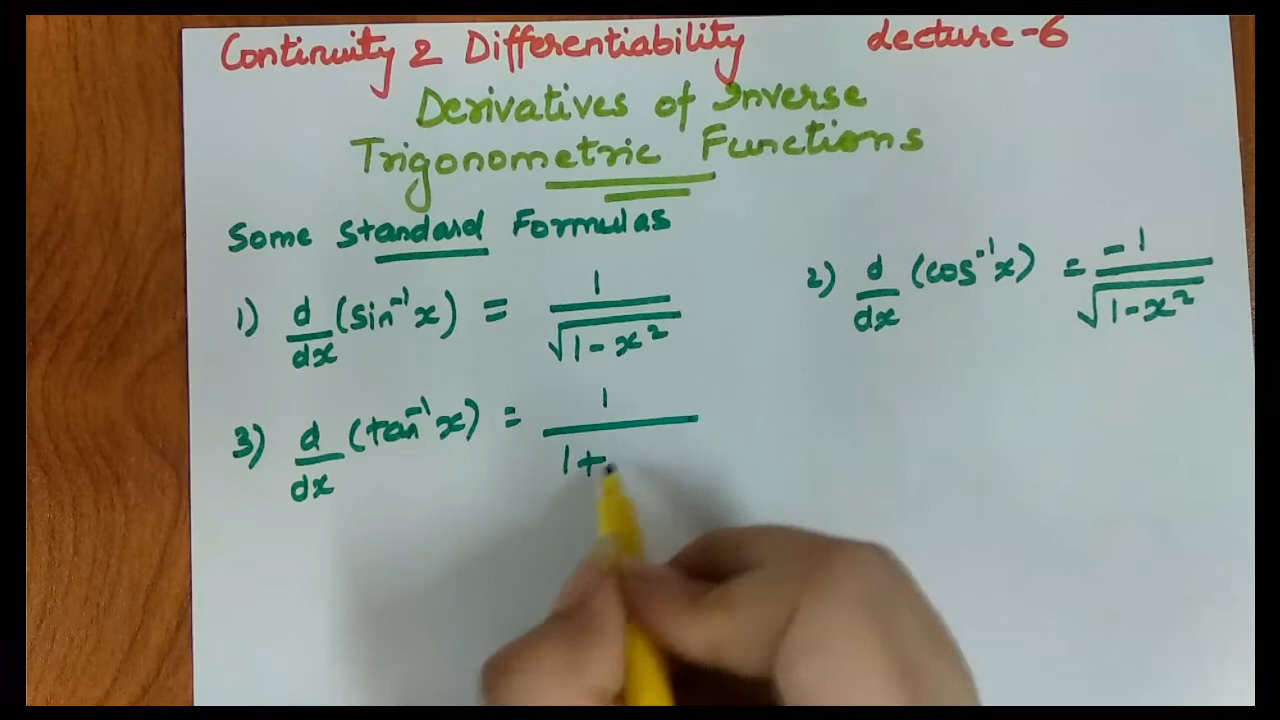 Continuity & Differentiability Lecture-6
Derivatives of Inverse
Trigonometric Functions
Some Standard Formulas
1) d/dx (sin⁻¹x) = 1/√(1-x²)
2) d/dx (cos⁻¹x) = -1/√(1-x²)
3) d/dx (tan⁻¹x) = 1/1+